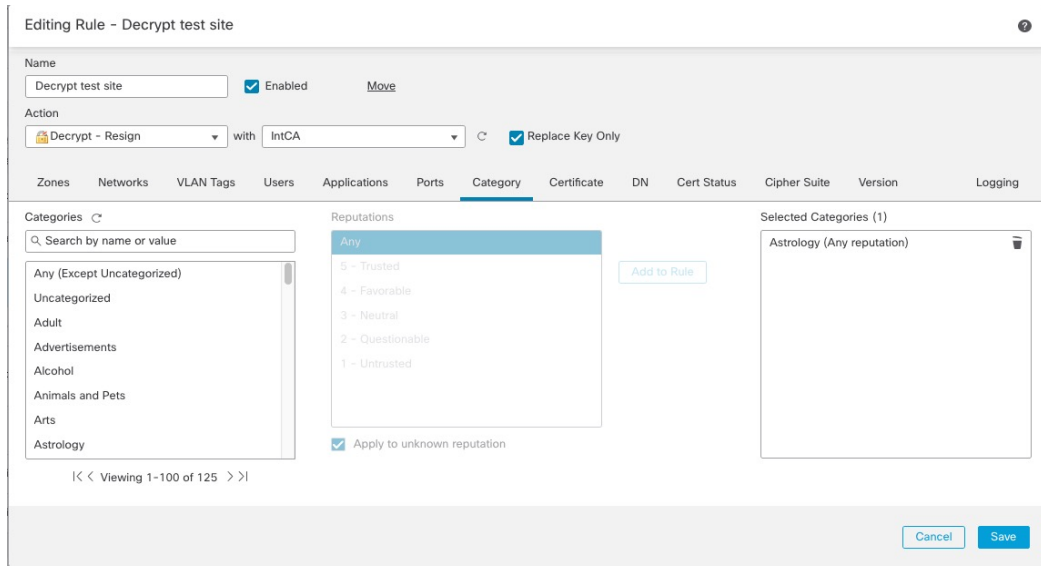 Editing Rule - Decrypt test site
Name
Decrypt test site Enabled Move
Action
Decrypt - Resign with IntCA Replace Key Only
Zones Networks VLAN Tags Users Applications Ports Category Certificate DN Cert Status Cipher Suite Version Logging
Categories Reputations Selected Categories (1)
Search by name or value Any Astrology (Any reputation)
Any (Except Uncategorized) 5 - Trusted Add to Rule
Uncategorized 4 - Favorable
Adult 3 - Neutral
Advertisements 2 - Questionable
Alcohol 1 - Untrusted
Animals and Pets
Arts
Astrology Apply to unknown reputation
|< < Viewing 1-100 of 125 > >|
Cancel Save